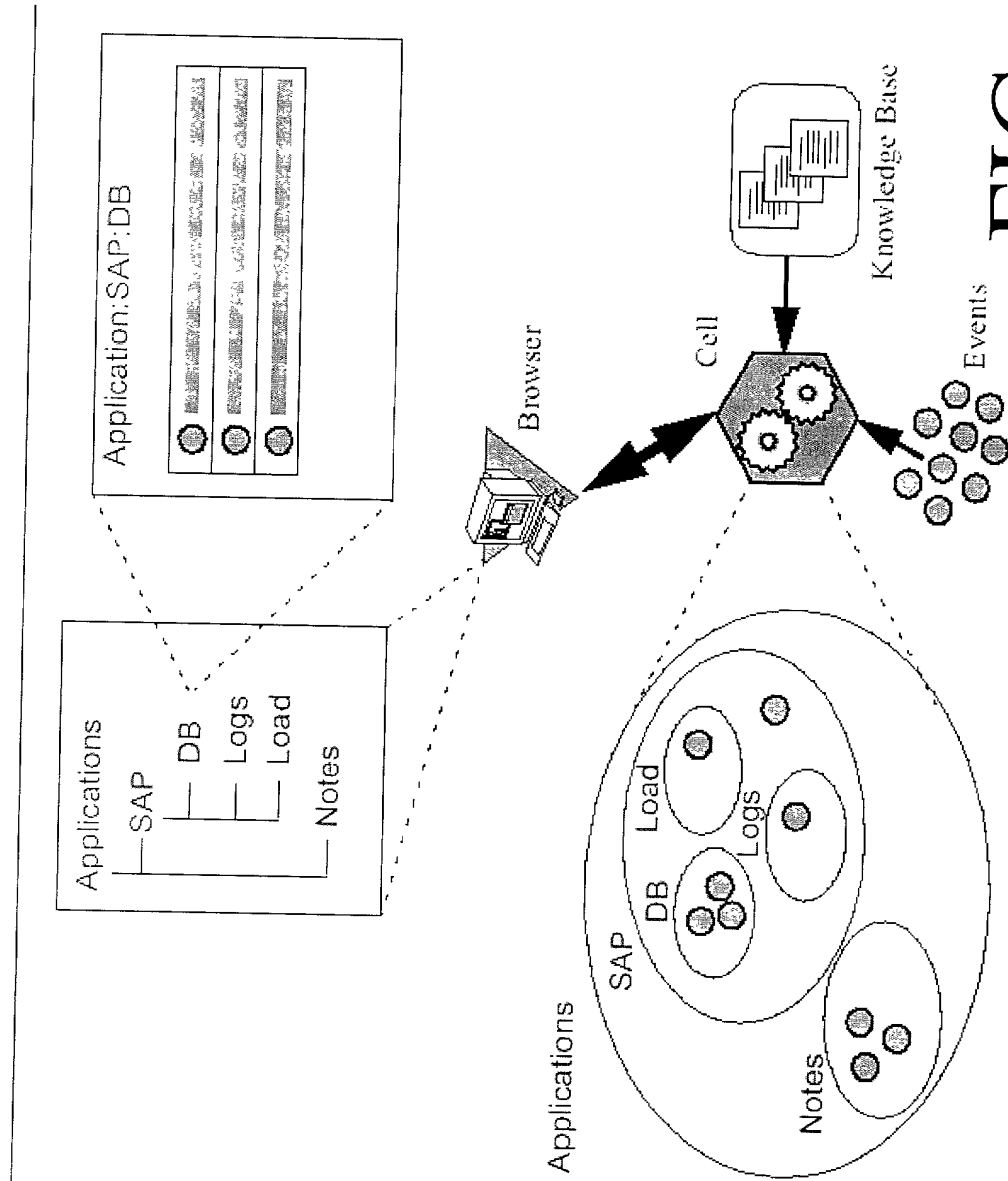 Applications
SAP
DB
Logs
Load
Notes
Application:SAP:DB
Browser
Applications
SAP
DB
Load
Logs
Notes
Cell
Knowledge Base
Events
FIG